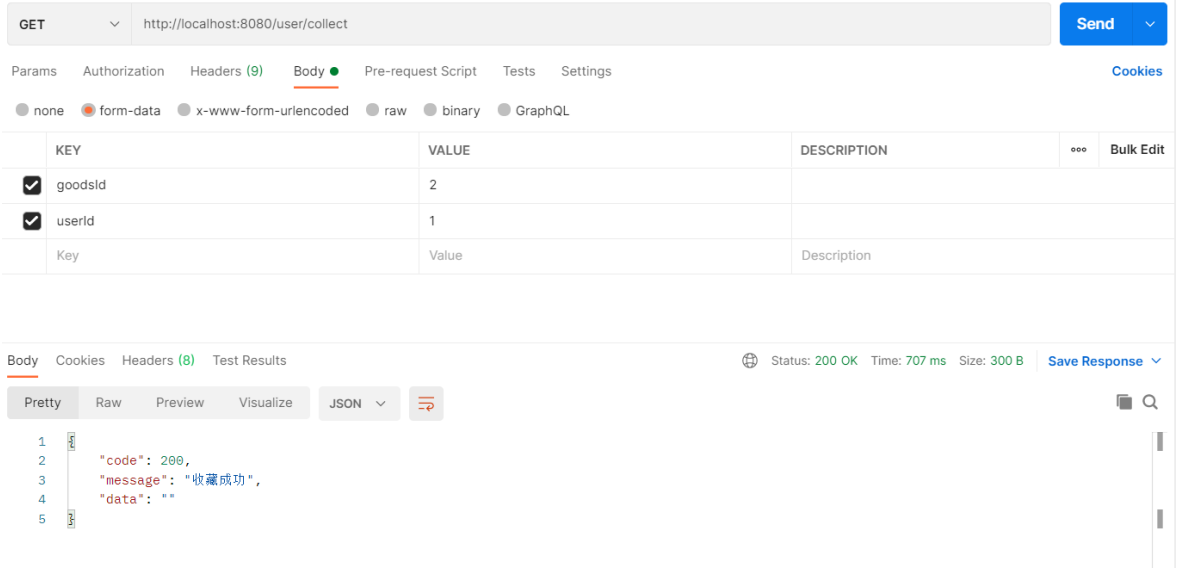 GET http://localhost:8080/user/collect Send
Params Authorization Headers (9) Body Pre-request Script Tests Settings Cookies
none form-data x-www-form-urlencoded raw binary GraphQL
KEY VALUE DESCRIPTION ooo Bulk Edit
goodsId 2
userId 1
Key Value Description
Body Cookies Headers (8) Test Results Status: 200 OK Time: 707 ms Size: 300 B Save Response
Pretty Raw Preview Visualize JSON
1 {
2 "code": 200,
3 "message": "收藏成功",
4 "data": ""
5 }